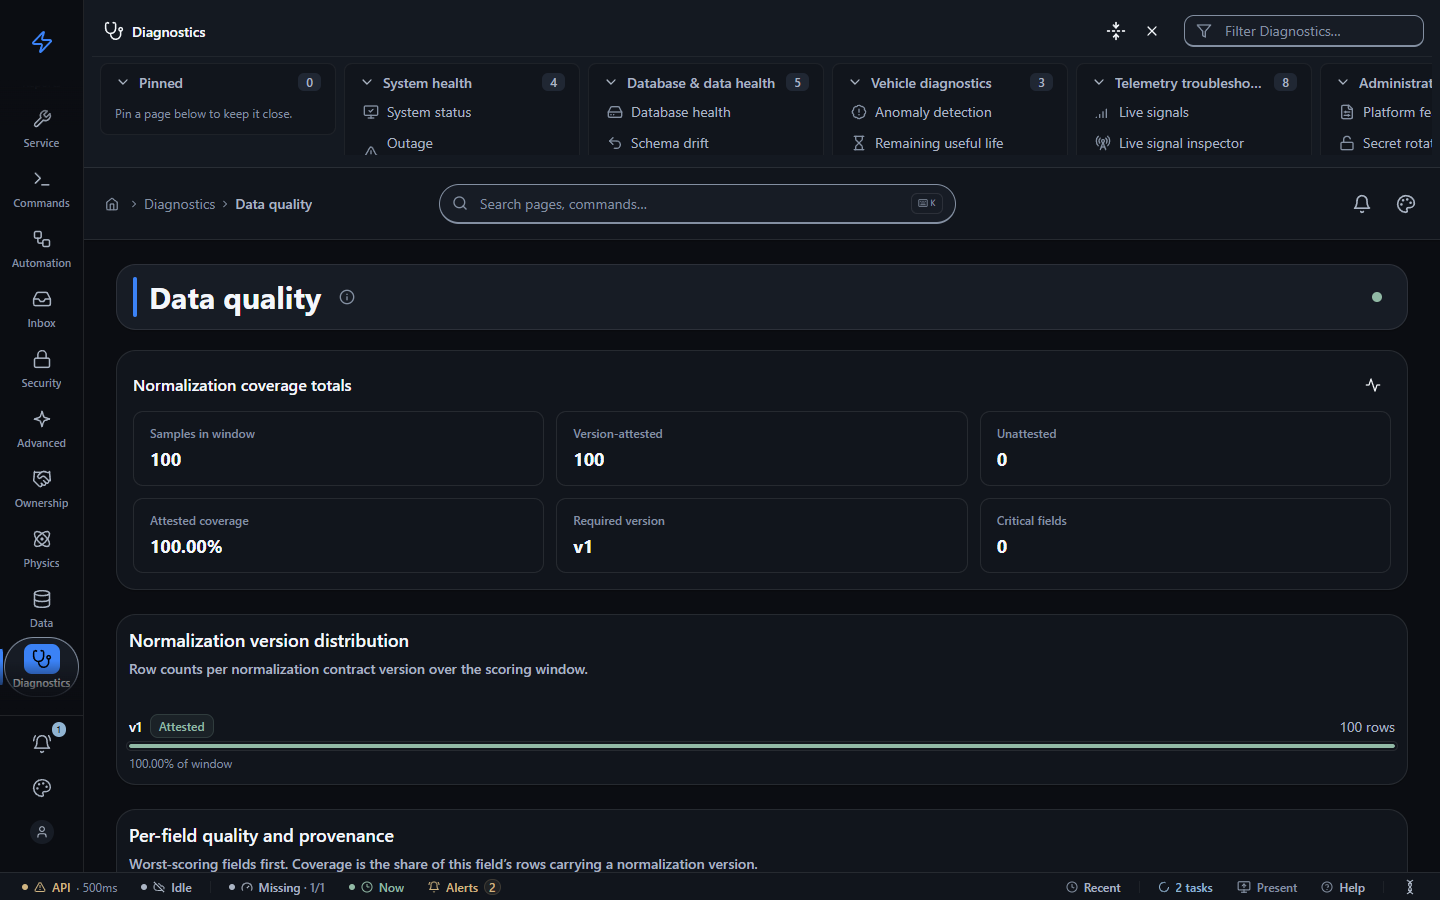 Diagnostics
Filter Diagnostics...
Pinned 0
Pin a page below to keep it close.
System health 4
System status
Outage
Database & data health 5
Database health
Schema drift
Vehicle diagnostics 3
Anomaly detection
Remaining useful life
Telemetry troublesho... 8
Live signals
Live signal inspector
Administrat
Platform fe
Secret rotat
Service
Commands
Automation
Inbox
Security
Advanced
Ownership
Physics
Data
Diagnostics
1
Diagnostics
Data quality
Search pages, commands...
K
Data quality
Normalization coverage totals
Samples in window
100
Version-attested
100
Unattested
0
Attested coverage
100.00%
Required version
v1
Critical fields
0
Normalization version distribution
Row counts per normalization contract version over the scoring window.
v1 Attested 100 rows
100.00% of window
Per-field quality and provenance
Worst-scoring fields first. Coverage is the share of this field's rows carrying a normalization version.
API · 500ms
Idle
Missing · 1/1
Now
Alerts 2
Recent
2 tasks
Present
Help